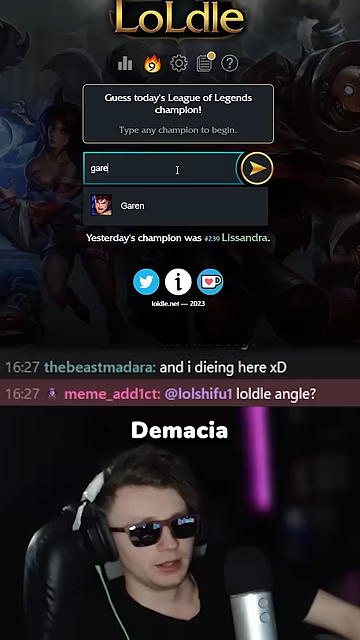 LoLdle
9
?
Guess today's League of Legends
champion!
Type any champion to begin.
gare
Garen
Yesterday's champion was #239 Lissandra.
i
loldle.net — 2023
16:27 thebeastmadara: and i dieing here xD
16:27 meme_add1ct: @lolshifu1 loldle angle?
Demacia